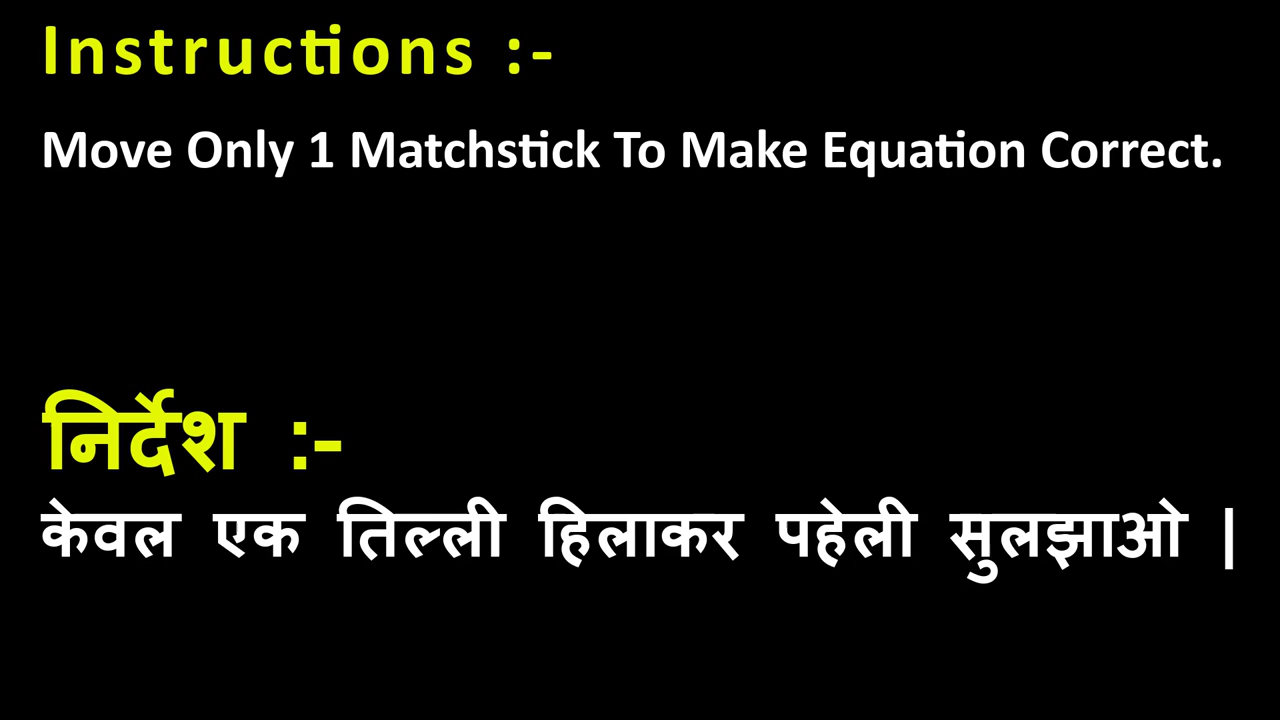 Instructions :-
Move Only 1 Matchstick To Make Equation Correct.
निर्देश :-
केवल एक तिल्ली हिलाकर पहेली सुलझाओ |